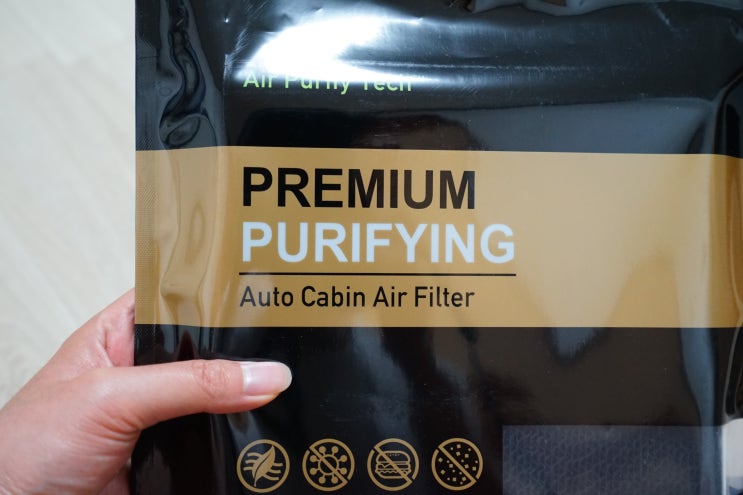 Air Purify Tech
PREMIUM
PURIFYING
Auto Cabin Air Filter